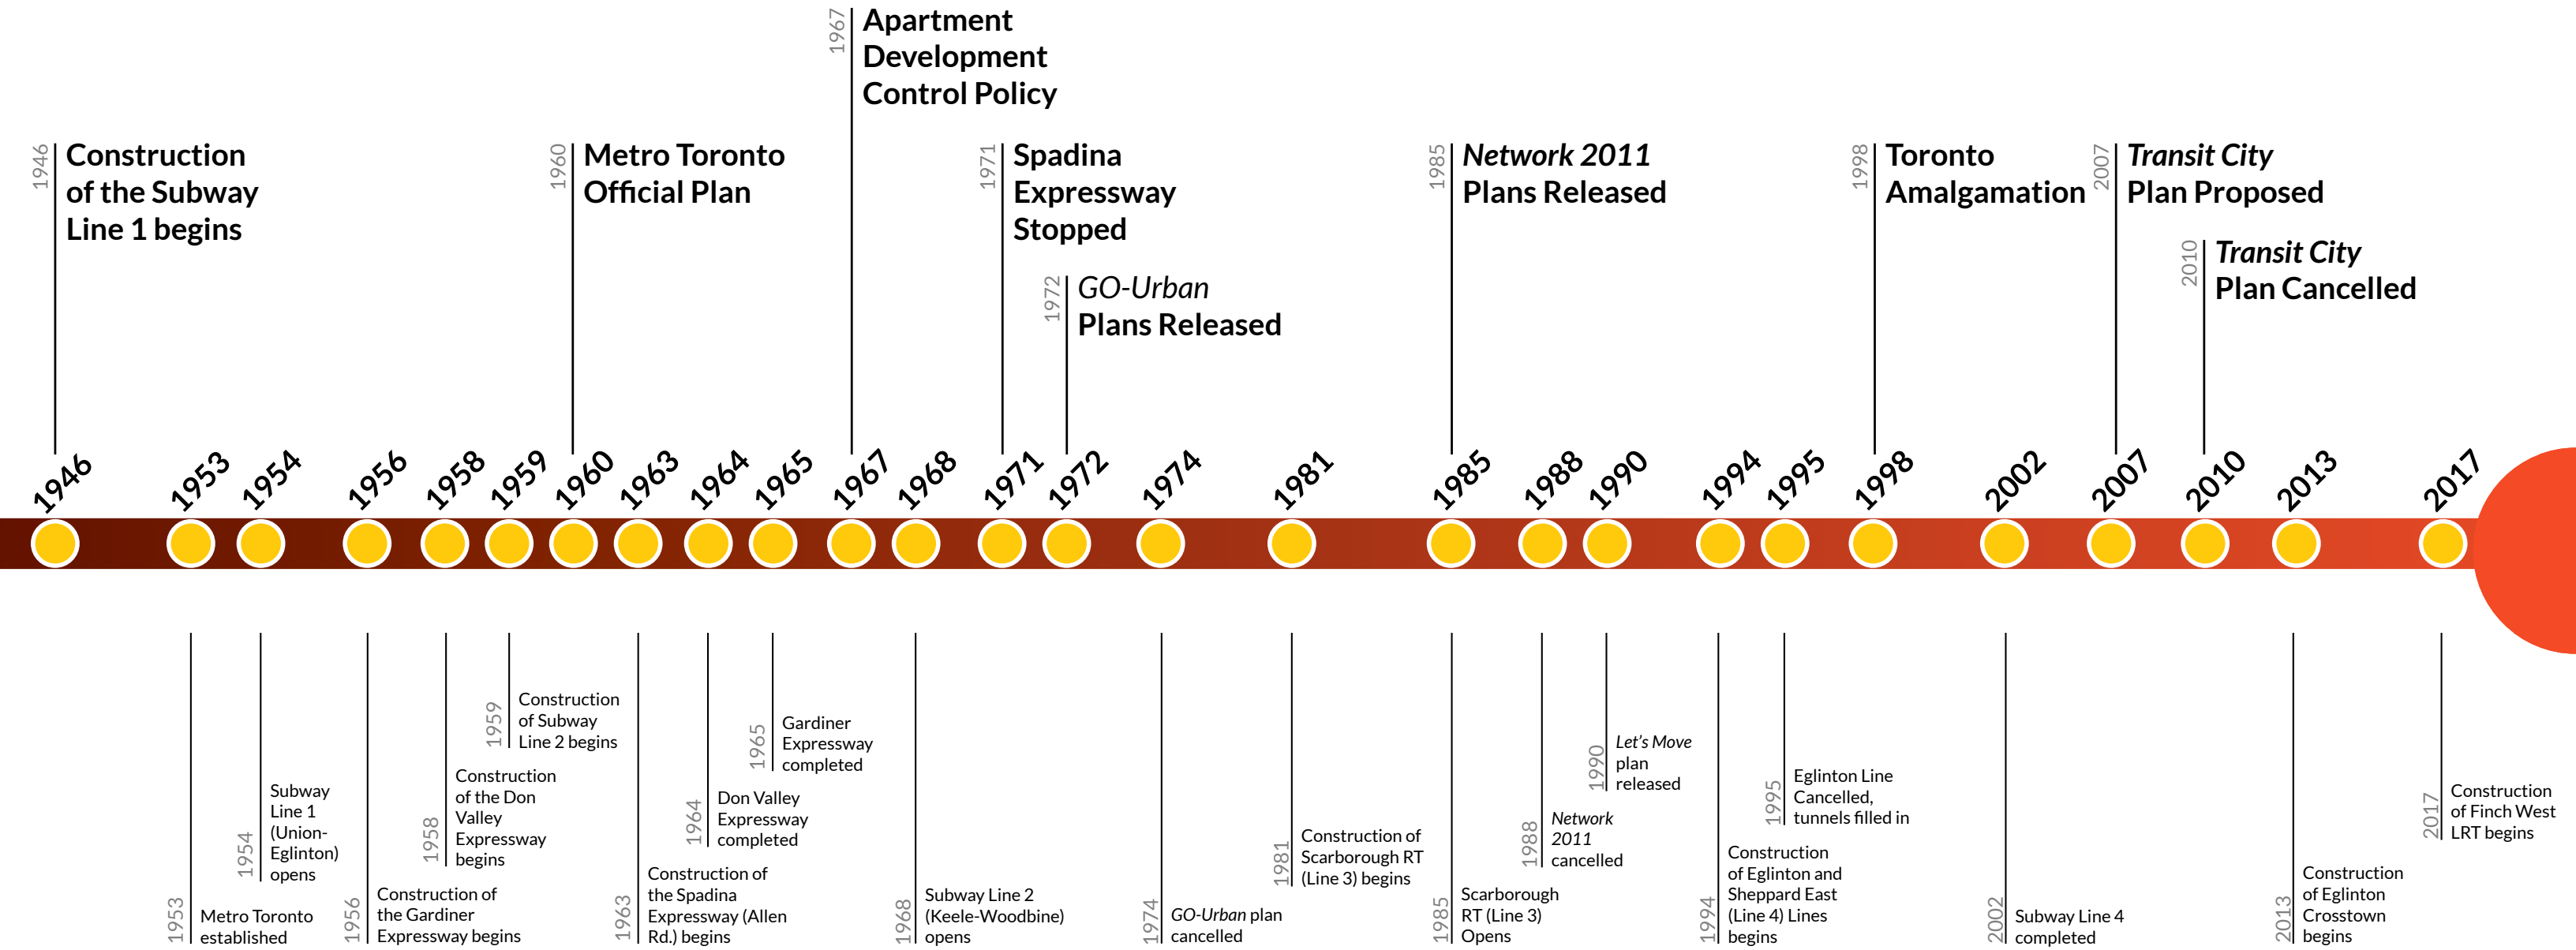 1967
Apartment
Development
Control Policy
1946
Construction
of the Subway
Line 1 begins
1960
Metro Toronto
Official Plan
1971
Spadina
Expressway
Stopped
1972
GO-Urban
Plans Released
1985
Network 2011
Plans Released
1998
Toronto
Amalgamation
2007
Transit City
Plan Proposed
2010
Transit City
Plan Cancelled
1946 1953 1954 1956 1958 1959 1960 1963 1964 1965 1967 1968 1971 1972 1974 1981 1985 1988 1990 1994 1995 1998 2002 2007 2010 2013 2017
1953
Metro Toronto
established
1954
Subway
Line 1
(Union-
Eglinton)
opens
1956
Construction of
the Gardiner
Expressway begins
1958
Construction
of the Don
Valley
Expressway
begins
1959
Construction
of Subway
Line 2 begins
1963
Construction of
the Spadina
Expressway (Allen
Rd.) begins
1964
Don Valley
Expressway
completed
1965
Gardiner
Expressway
completed
1968
Subway Line 2
(Keele-Woodbine)
opens
1974
GO-Urban plan
cancelled
1981
Construction of
Scarborough RT
(Line 3) begins
1985
Scarborough
RT (Line 3)
Opens
1988
Network
2011
cancelled
1990
Let's Move
plan
released
1994
Construction
of Eglinton and
Sheppard East
(Line 4) Lines
begins
1995
Eglinton Line
Cancelled,
tunnels filled in
2002
Subway Line 4
completed
2013
Construction
of Eglinton
Crosstown
begins
2017
Construction
of Finch West
LRT begins